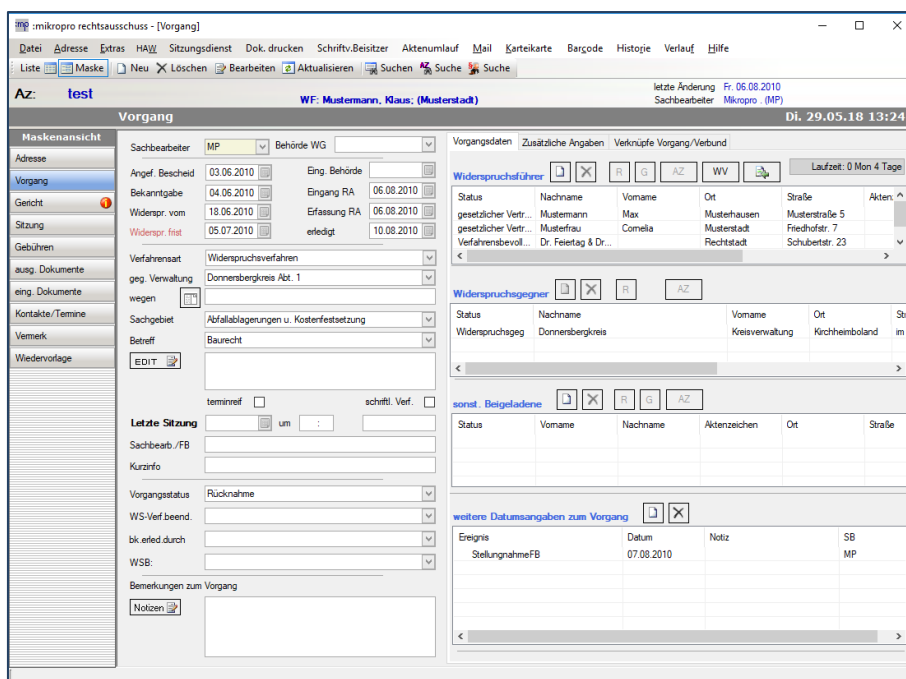 :mp :mikropro rechtsausschuss - [Vorgang]
Datei Adresse Extras HAW Sitzungsdienst Dok. drucken Schriftv.Beisitzer Aktenumlauf Mail Karteikarte Barcode Historie Verlauf Hilfe
Liste Maske Neu Löschen Bearbeiten Aktualisieren Suchen Suche Suche
Az: test
WF: Mustermann, Klaus; (Musterstadt)
letzte Änderung Fr. 06.08.2010
Sachbearbeiter Mikropro . (MP)
Vorgang Di. 29.05.18 13:24
Maskenansicht
Adresse
Vorgang
Gericht
Sitzung
Gebühren
ausg. Dokumente
eing. Dokumente
Kontakte/Termine
Vermerk
Wiedervorlage
Sachbearbeiter MP Behörde WG
Angef. Bescheid 03.06.2010 Eing. Behörde
Bekanntgabe 04.06.2010 Eingang RA 06.08.2010
Widerspr. vom 18.06.2010 Erfassung RA 06.08.2010
Widerspr. frist 05.07.2010 erledigt 10.08.2010
Verfahrensart Widerspruchsverfahren
geg. Verwaltung Donnersbergkreis Abt. 1
wegen
Sachgebiet Abfallablagerungen u. Kostenfestsetzung
Betreff Baurecht
EDIT
terminreif schriftl. Verf.
Letzte Sitzung um :
Sachbearb./FB
Kurzinfo
Vorgangsstatus Rücknahme
WS-Verf.beend.
bk.erled.durch
WSB:
Bemerkungen zum Vorgang
Notizen
Vorgangsdaten Zusätzliche Angaben Verknüpfe Vorgang/Verbund
Widerspruchsführer R G AZ WV Laufzeit: 0 Mon 4 Tage
Status Nachname Vorname Ort Straße Akten:
gesetzlicher Vertr... Mustermann Max Musterhausen Musterstraße 5
gesetzlicher Vertr... Musterfrau Cornelia Musterstadt Friedhofstr. 7
Verfahrensbevoll... Dr. Feiertag & Dr... Rechtstadt Schubertstr. 23
Widerspruchsgegner R AZ
Status Nachname Vorname Ort St
Widerspruchsgeg Donnersbergkreis Kreisverwaltung Kirchheimboland im
sonst. Beigeladene R G AZ
Status Vorname Nachname Aktenzeichen Ort Straße
weitere Datumsangaben zum Vorgang
Ereignis Datum Notiz SB
StellungnahmeFB 07.08.2010 MP